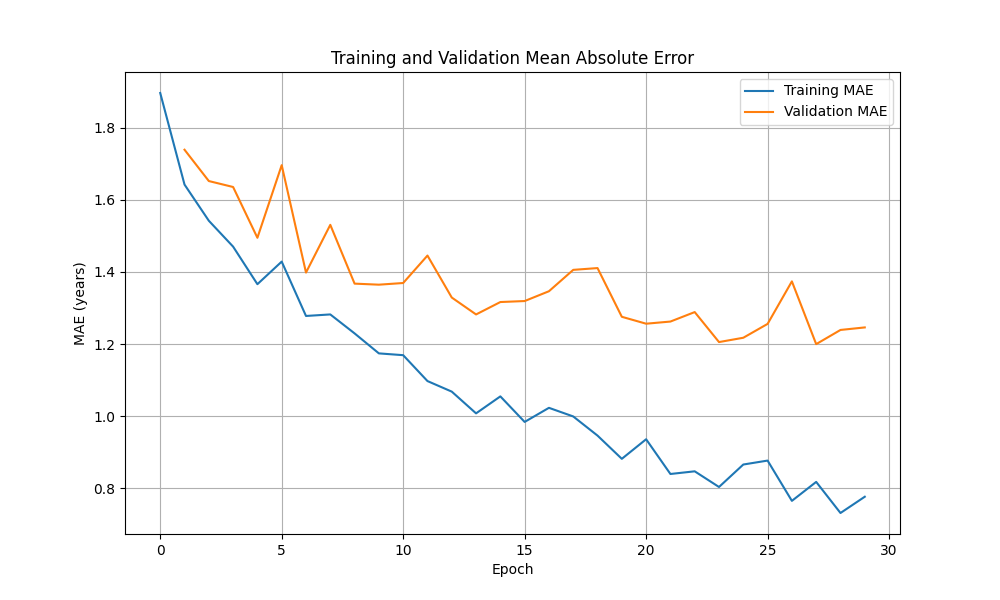 Training and Validation Mean Absolute Error
Training MAE
Validation MAE
MAE (years)
1.8
1.6
1.4
1.2
1.0
0.8
0 5 10 15 20 25 30
Epoch